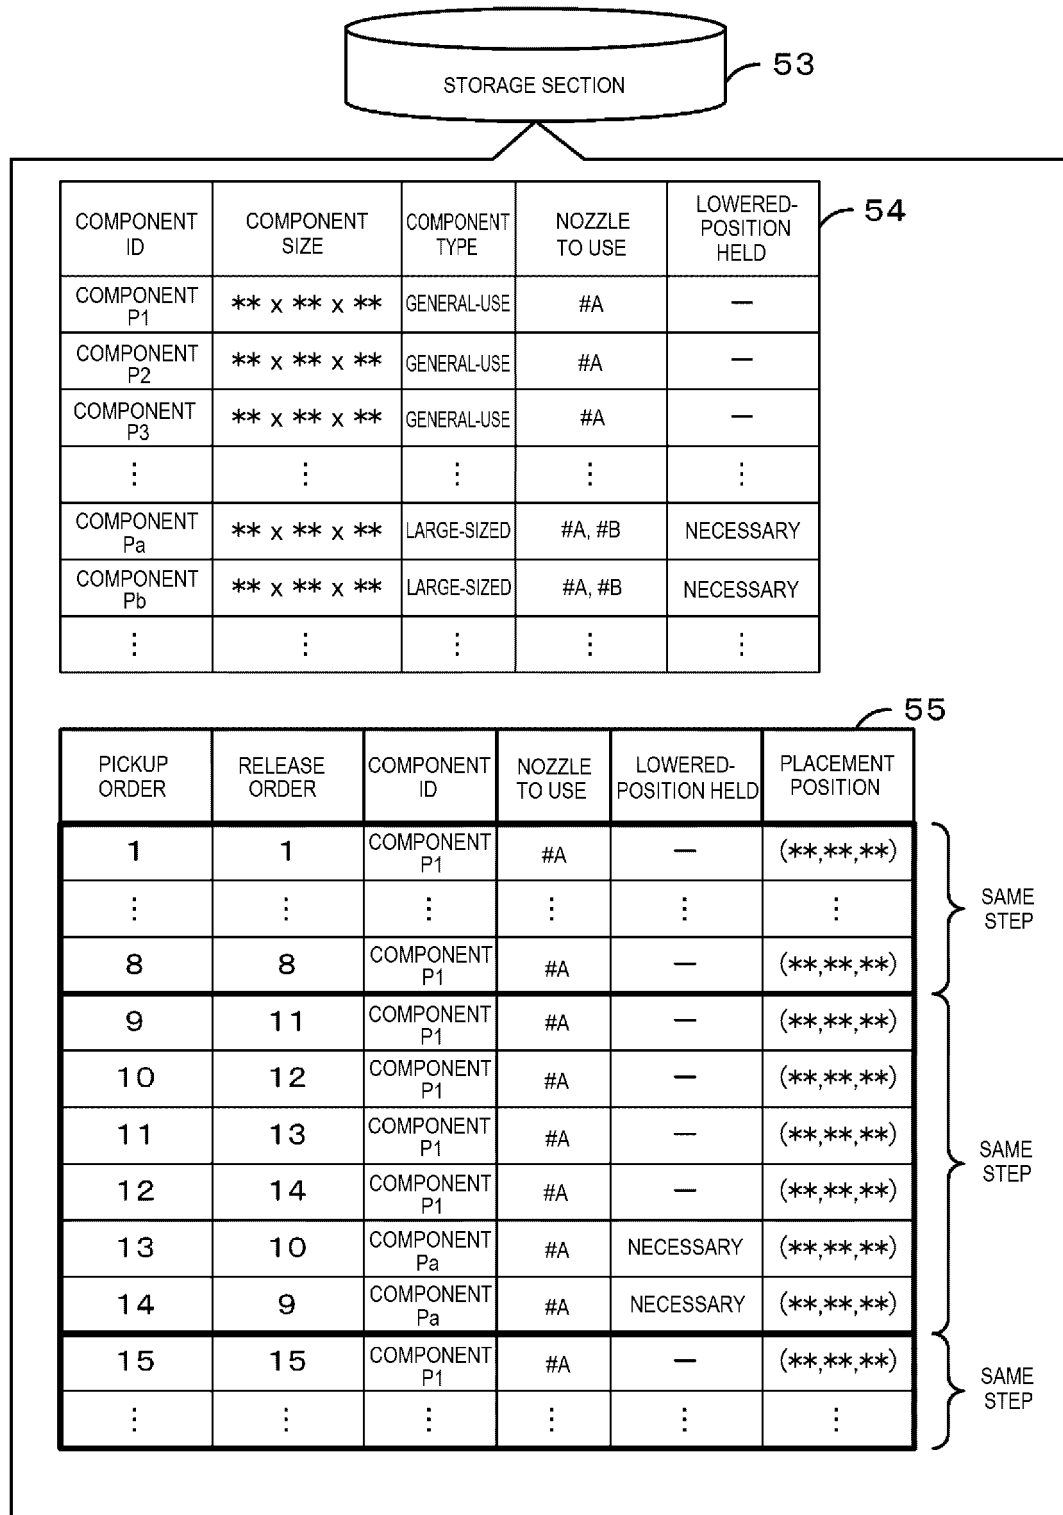 STORAGE SECTION
53
54
COMPONENT ID
COMPONENT SIZE
COMPONENT TYPE
NOZZLE TO USE
LOWERED-POSITION HELD
COMPONENT P1
** x ** x **
GENERAL-USE
#A
—
COMPONENT P2
** x ** x **
GENERAL-USE
#A
—
COMPONENT P3
** x ** x **
GENERAL-USE
#A
—
⋮ ⋮ ⋮ ⋮ ⋮
COMPONENT Pa
** x ** x **
LARGE-SIZED
#A, #B
NECESSARY
COMPONENT Pb
** x ** x **
LARGE-SIZED
#A, #B
NECESSARY
⋮ ⋮ ⋮ ⋮ ⋮
55
PICKUP ORDER
RELEASE ORDER
COMPONENT ID
NOZZLE TO USE
LOWERED-POSITION HELD
PLACEMENT POSITION
1 1 COMPONENT P1 #A — (**,**,**)
⋮ ⋮ ⋮ ⋮ ⋮ ⋮
8 8 COMPONENT P1 #A — (**,**,**)
SAME STEP
9 11 COMPONENT P1 #A — (**,**,**)
10 12 COMPONENT P1 #A — (**,**,**)
11 13 COMPONENT P1 #A — (**,**,**)
12 14 COMPONENT P1 #A — (**,**,**)
13 10 COMPONENT Pa #A NECESSARY (**,**,**)
14 9 COMPONENT Pa #A NECESSARY (**,**,**)
SAME STEP
15 15 COMPONENT P1 #A — (**,**,**)
⋮ ⋮ ⋮ ⋮ ⋮ ⋮
SAME STEP